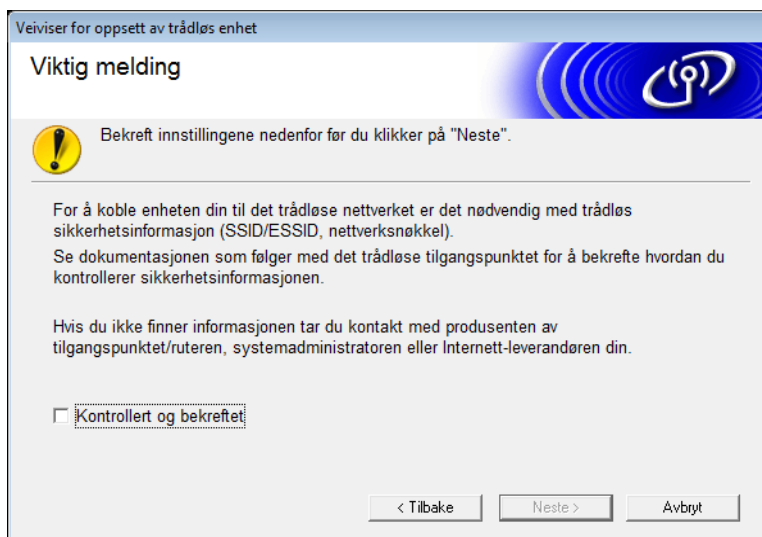 Veiviser for oppsett av trådløs enhet
Viktig melding
Bekreft innstillingene nedenfor før du klikker på "Neste".
For å koble enheten din til det trådløse nettverket er det nødvendig med trådløs
sikkerhetsinformasjon (SSID/ESSID, nettverksnøkkel).
Se dokumentasjonen som følger med det trådløse tilgangspunktet for å bekrefte hvordan du
kontrollerer sikkerhetsinformasjonen.
Hvis du ikke finner informasjonen tar du kontakt med produsenten av
tilgangspunktet/ruteren, systemadministratoren eller Internett-leverandøren din.
Kontrollert og bekreftet
< Tilbake
Neste >
Avbryt